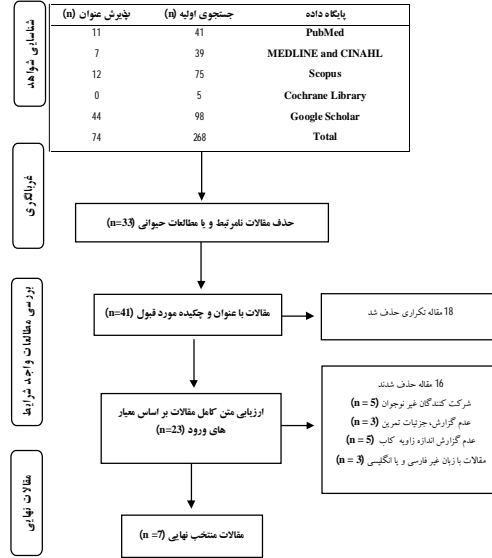 شناسایی شواهد
پایگاه داده جستجوی اولیه (n) پذیرش عنوان (n)
PubMed 41 11
MEDLINE and CINAHL 39 7
Scopus 75 12
Cochrane Library 5 0
Google Scholar 98 44
Total 268 74
غربالگری
حذف مقالات نامرتبط و یا مطالعات حیوانی (n=33)
بررسی مطالعات واجد شرایط
مقالات با عنوان و چکیده مورد قبول (n=41)
18 مقاله تکراری حذف شد
ارزیابی متن کامل مقالات بر اساس معیار
های ورود (n=23)
16 مقاله حذف شدند
شرکت کنندگان غیر نوجوان (n = 5)
عدم گزارش، جزئیات تمرین (n = 3)
عدم گزارش اندازه زاویه کاب (n = 5)
مقالات با زبان غیر فارسی و یا انگلیسی (n = 3)
مقالات نهایی
مقالات منتخب نهایی (n =7)